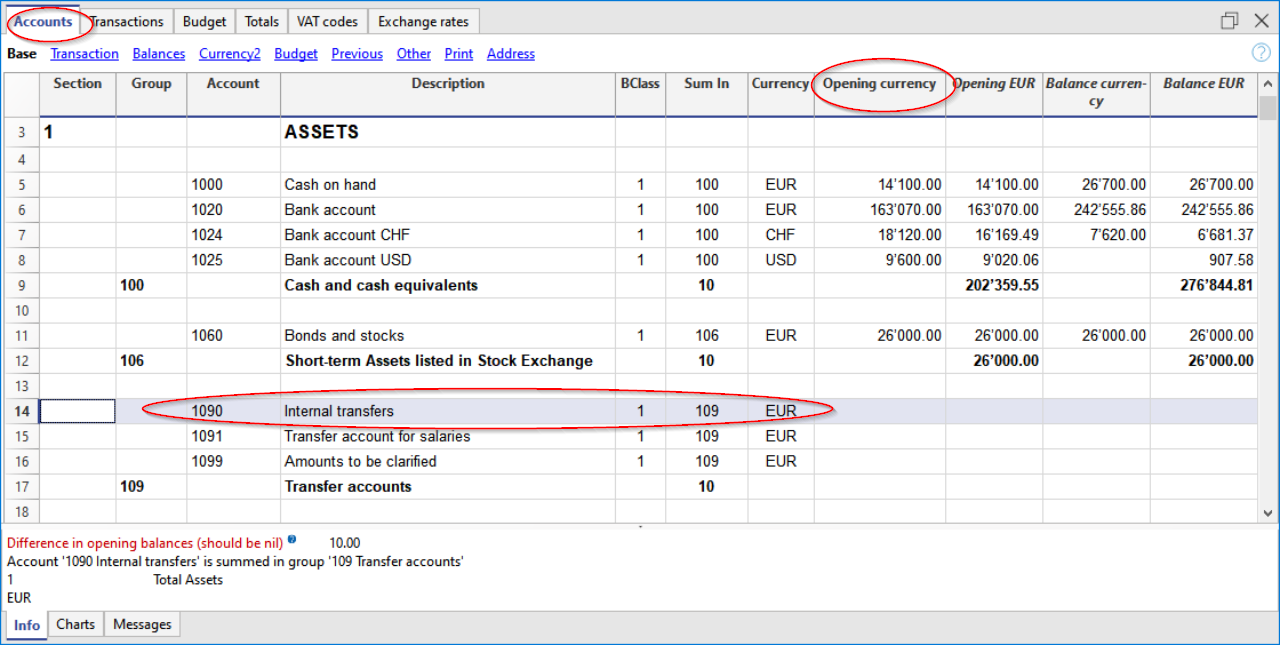 Accounts Transactions Budget Totals VAT codes Exchange rates
Base Transaction Balances Currency2 Budget Previous Other Print Address
Section Group Account Description BClass Sum In Currency Opening currency Opening EUR Balance curren-cy Balance EUR
3 1 ASSETS
4
5 1000 Cash on hand 1 100 EUR 14'100.00 14'100.00 26'700.00 26'700.00
6 1020 Bank account 1 100 EUR 163'070.00 163'070.00 242'555.86 242'555.86
7 1024 Bank account CHF 1 100 CHF 18'120.00 16'169.49 7'620.00 6'681.37
8 1025 Bank account USD 1 100 USD 9'600.00 9'020.06 907.58
9 100 Cash and cash equivalents 10 202'359.55 276'844.81
10
11 1060 Bonds and stocks 1 106 EUR 26'000.00 26'000.00 26'000.00 26'000.00
12 106 Short-term Assets listed in Stock Exchange 10 26'000.00 26'000.00
13
14 1090 Internal transfers 1 109 EUR
15 1091 Transfer account for salaries 1 109 EUR
16 1099 Amounts to be clarified 1 109 EUR
17 109 Transfer accounts 10
18
Difference in opening balances (should be nil) ? 10.00
Account '1090 Internal transfers' is summed in group '109 Transfer accounts'
1 Total Assets
EUR
Info Charts Messages